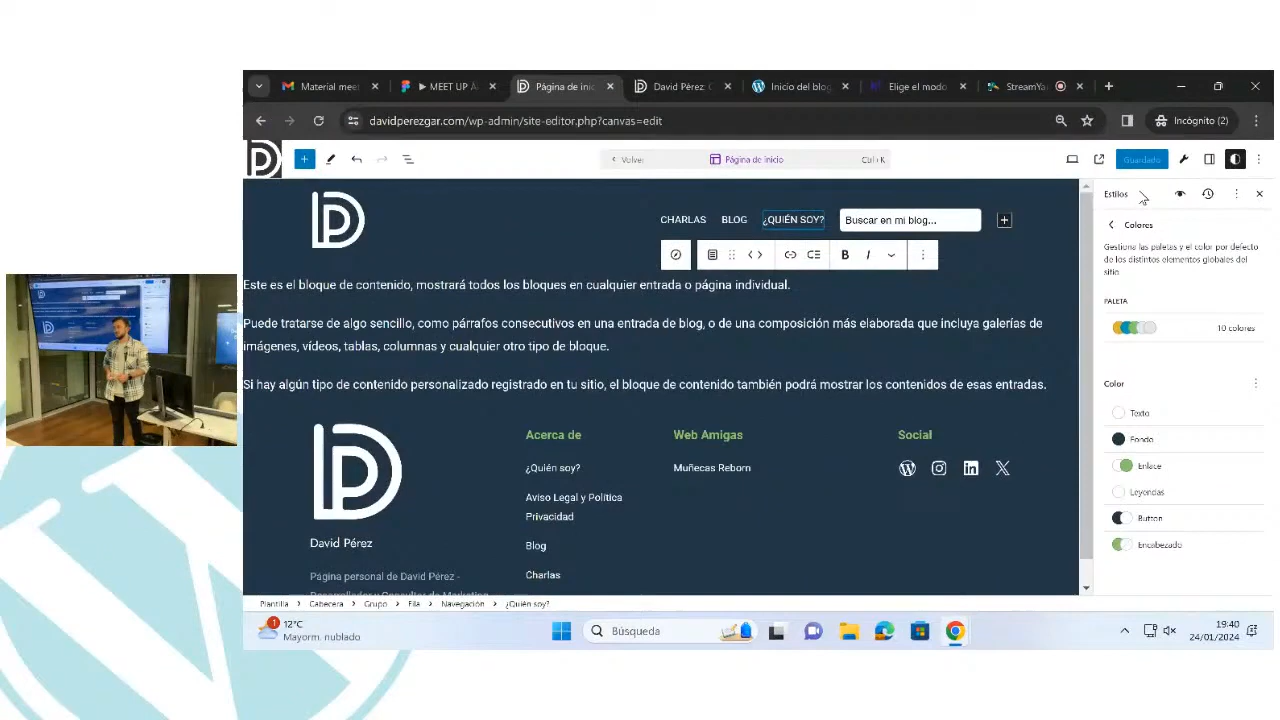 Material mee
MEET UP
Página de inic
David Pérez:
Inicio del blog
Elige el modo
StreamYa
davidperezgar.com/wp-admin/site-editor.php?canvas=edit
Incógnito (2)
Volver
Página de inicio
Ctrl+K
Guardado
CHARLAS
BLOG
¿QUIÉN SOY?
Buscar en mi blog...
B I
Este es el bloque de contenido, mostrará todos los bloques en cualquier entrada o página individual.
Puede tratarse de algo sencillo, como párrafos consecutivos en una entrada de blog, o de una composición más elaborada que incluya galerías de
imágenes, vídeos, tablas, columnas y cualquier otro tipo de bloque.
Si hay algún tipo de contenido personalizado registrado en tu sitio, el bloque de contenido también podrá mostrar los contenidos de esas entradas.
David Pérez
Página personal de David Pérez -
Desarrollador y Consultor de Marketing
Acerca de
¿Quién soy?
Aviso Legal y Política
Privacidad
Blog
Charlas
Web Amigas
Muñecas Reborn
Social
Estilos
Colores
Gestiona las paletas y el color por defecto
de los distintos elementos globales del
sitio.
PALETA
10 colores
Color
Texto
Fondo
Enlace
Leyendas
Button
Encabezado
Plantilla
Cabecera
Grupo
Fila
Navegación
¿Quién soy?
1
12°C
Mayorm. nublado
Búsqueda
19:40
24/01/2024